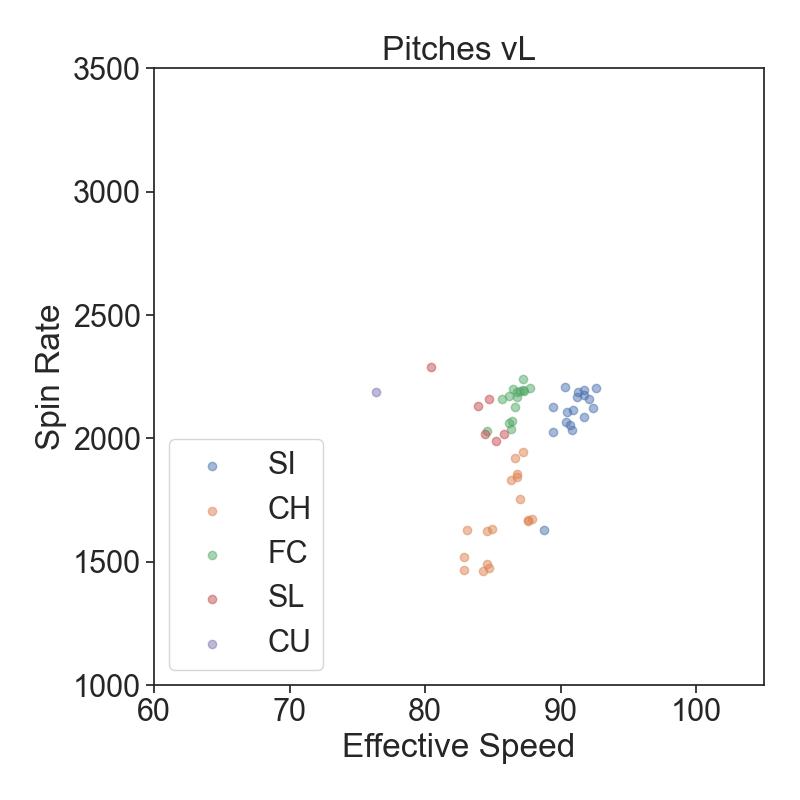 Pitches vL
3500
3000
2500
2000
1500
1000
Spin Rate
SI
CH
FC
SL
CU
60 70 80 90 100
Effective Speed